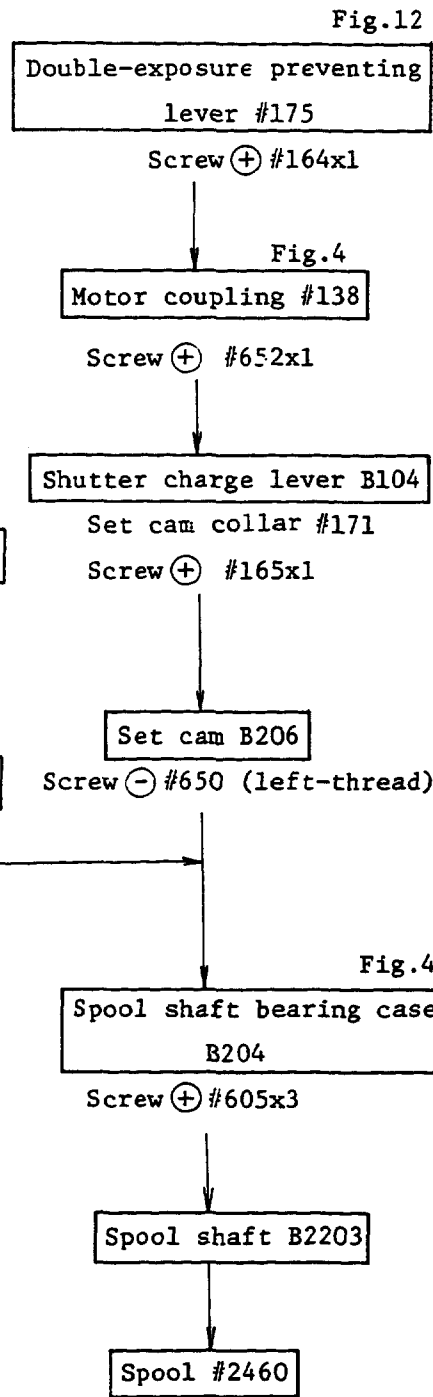 Fig.12
Double-exposure preventing
lever #175
Screw ⊕ #164x1
Fig.4
Motor coupling #138
Screw ⊕ #652x1
Shutter charge lever B104
Set cam collar #171
Screw ⊕ #165x1
Set cam B206
Screw ⊖ #650 (left-thread)
Fig.4
Spool shaft bearing case
B204
Screw ⊕ #605x3
Spool shaft B2203
Spool #2460